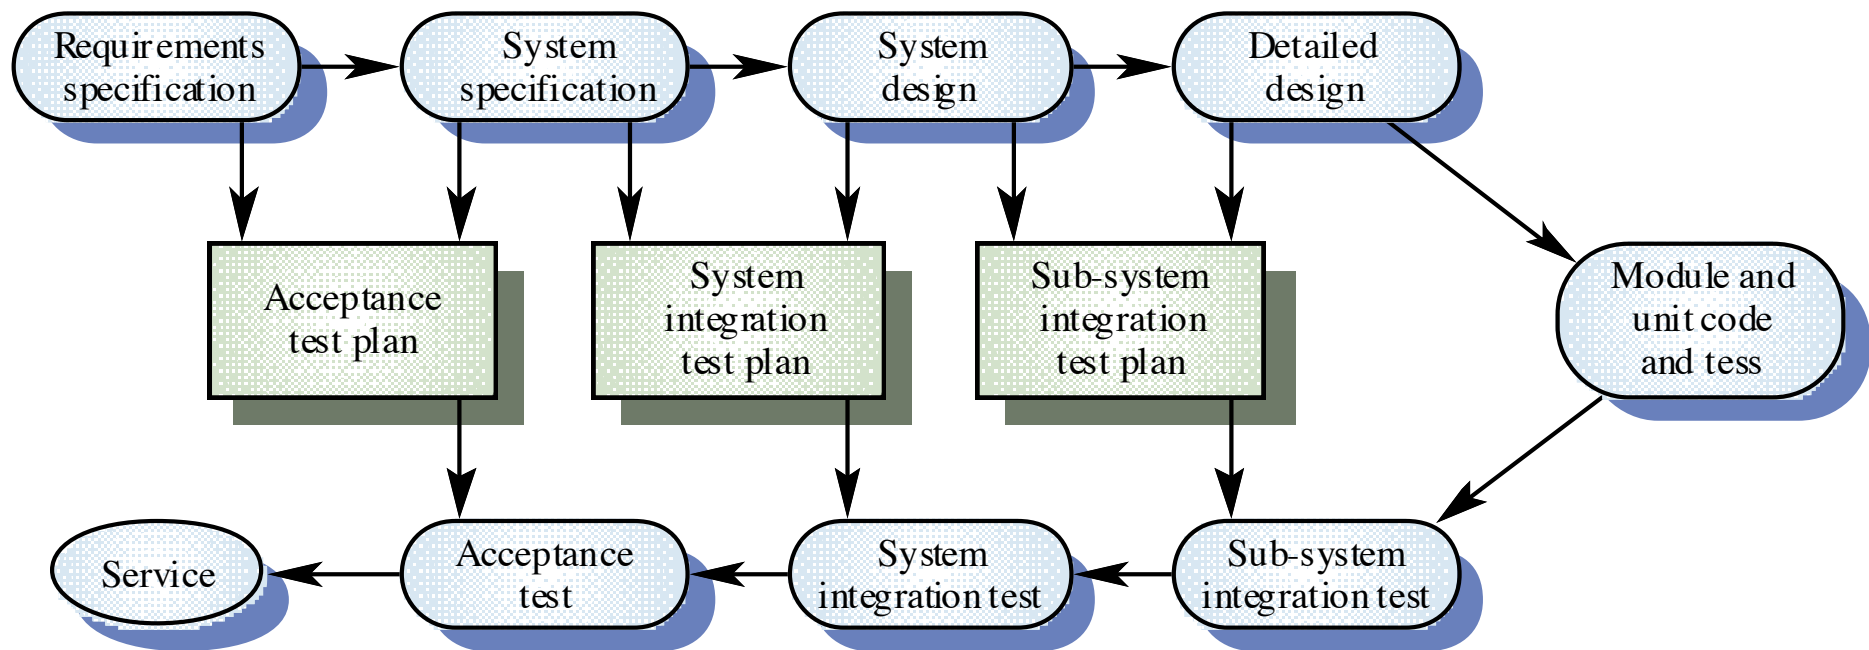 Requirements
specification
System
specification
System
design
Detailed
design
Acceptance
test plan
System
integration
test plan
Sub-system
integration
test plan
Module and
unit code
and tess
Service
Acceptance
test
System
integration test
Sub-system
integration test